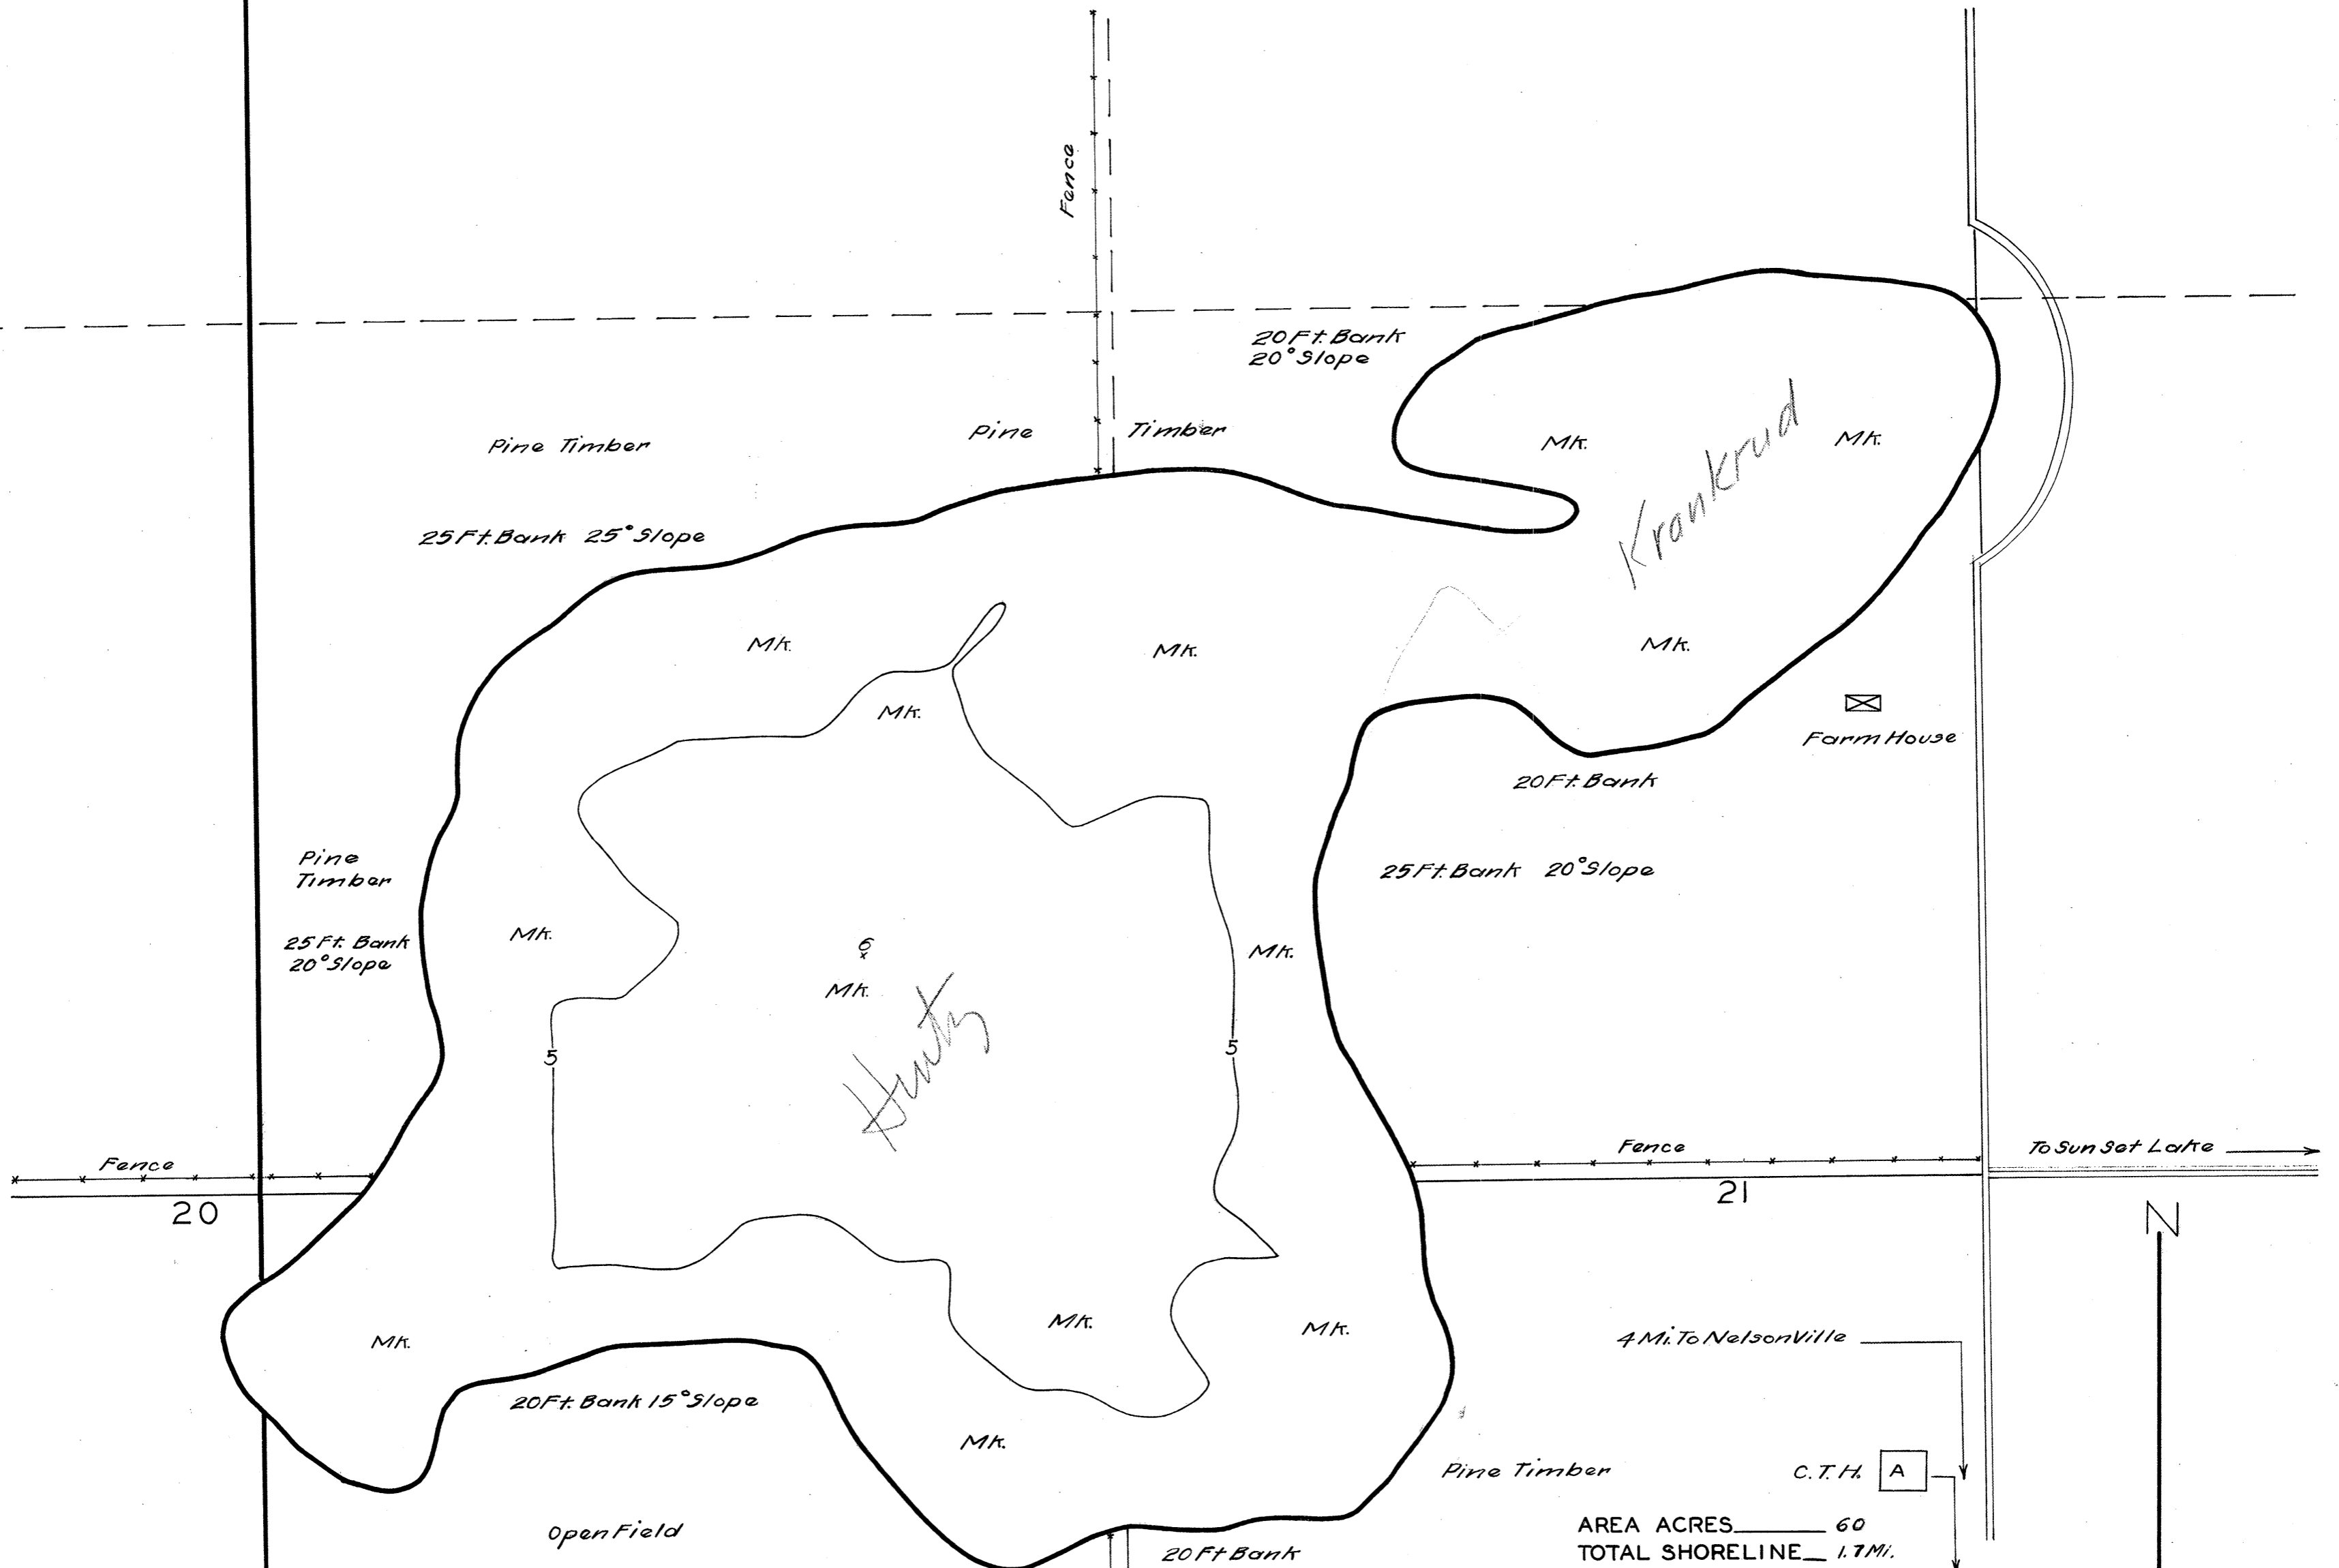 Fence
20 Ft. Bank
20° Slope
Pine Timber
Pine Timber
Mk.
Mk.
Krankrud
25 Ft. Bank 25° Slope
Mk.
Mk.
Mk.
Mk.
Farm House
20 Ft. Bank
Pine
Timber
25 Ft. Bank 20° Slope
25 Ft. Bank
20° Slope
Mk.
6
Mk.
Mk.
Hintz
5
5
Fence
20
Fence
To Sun Set Lake
21
N
Mk.
Mk.
Mk.
4 Mi. To NelsonVille
20 Ft. Bank 15° Slope
Mk.
Pine Timber
C.T.H. A
Open Field
20 Ft Bank
AREA ACRES 60
TOTAL SHORELINE 1.7 Mi.